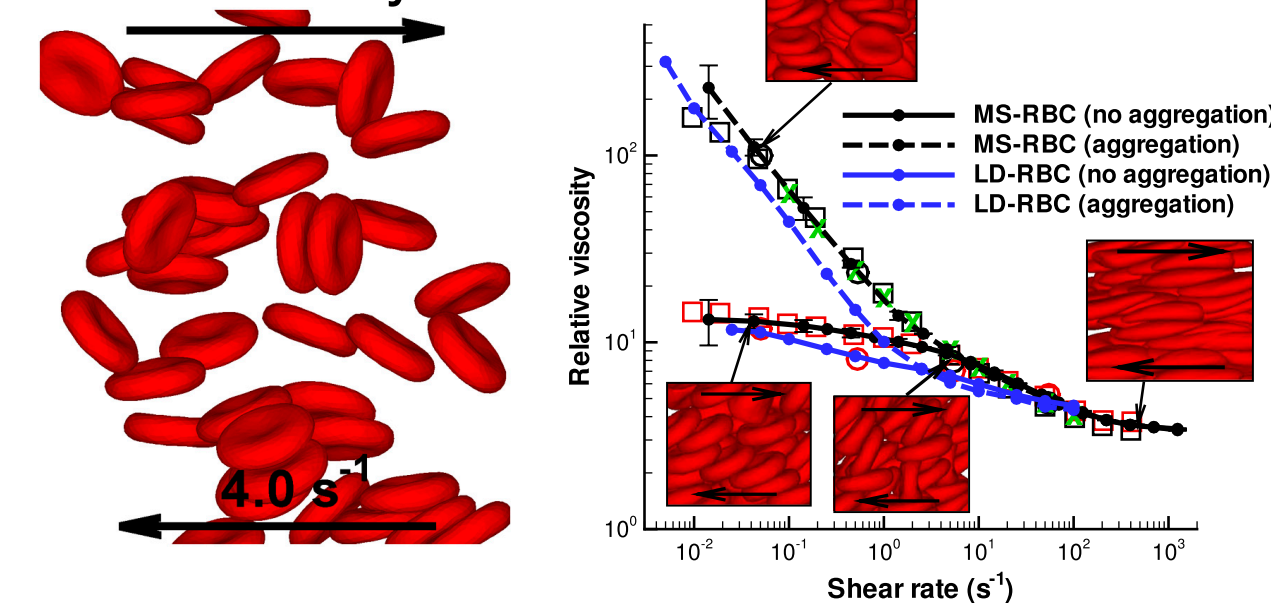 4.0 s⁻¹
Relative viscosity
10²
10¹
10⁰
MS-RBC (no aggregation)
MS-RBC (aggregation)
LD-RBC (no aggregation)
LD-RBC (aggregation)
10⁻²
10⁻¹
10⁰
10¹
10²
10³
Shear rate (s⁻¹)